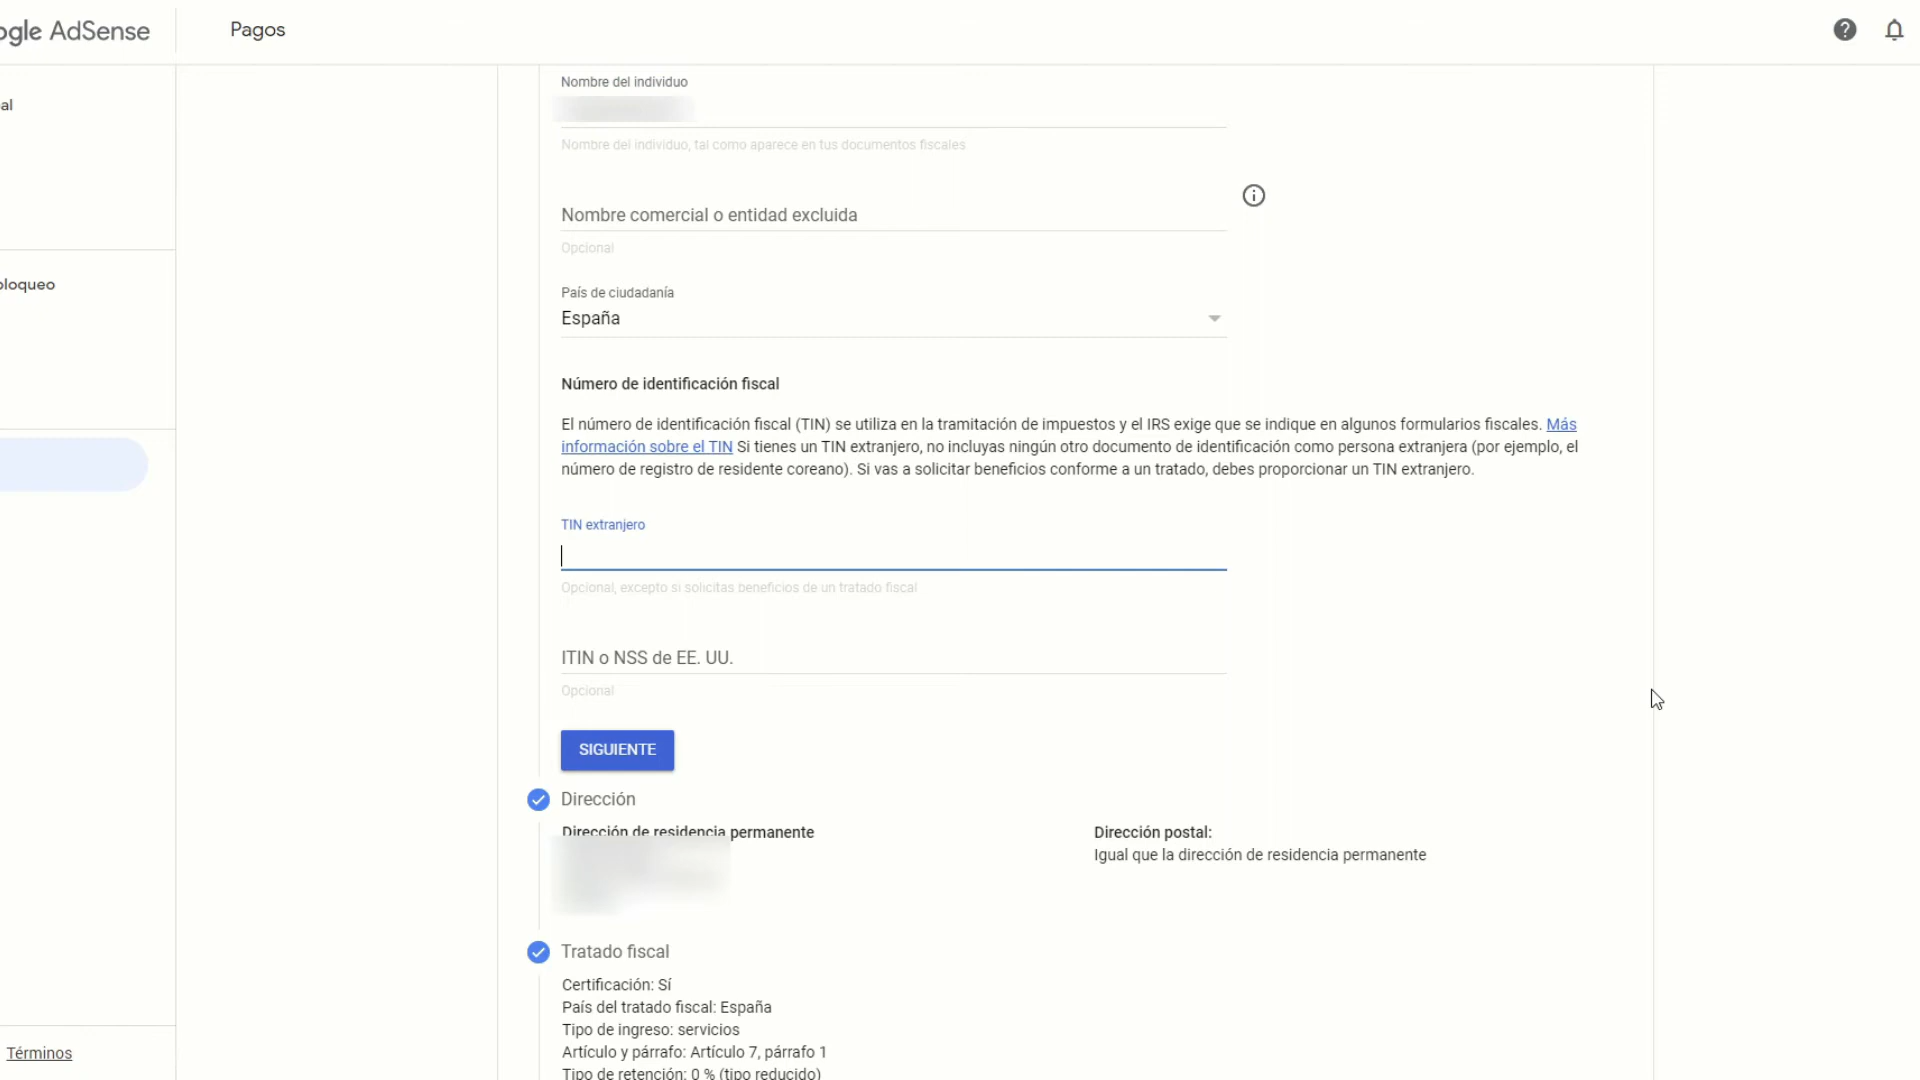 ogle AdSense
Pagos
al
Nombre del individuo
Nombre del individuo, tal como aparece en tus documentos fiscales
Nombre comercial o entidad excluida
Opcional
loqueo
País de ciudadanía
España
Número de identificación fiscal
El número de identificación fiscal (TIN) se utiliza en la tramitación de impuestos y el IRS exige que se indique en algunos formularios fiscales. Más
información sobre el TIN Si tienes un TIN extranjero, no incluyas ningún otro documento de identificación como persona extranjera (por ejemplo, el
número de registro de residente coreano). Si vas a solicitar beneficios conforme a un tratado, debes proporcionar un TIN extranjero.
TIN extranjero
Opcional, excepto si solicitas beneficios de un tratado fiscal
ITIN o NSS de EE. UU.
Opcional
SIGUIENTE
Dirección
Dirección de residencia permanente
Dirección postal:
Igual que la dirección de residencia permanente
Tratado fiscal
Certificación: Sí
País del tratado fiscal: España
Tipo de ingreso: servicios
Artículo y párrafo: Artículo 7, párrafo 1
Tipo de retención: 0 % (tipo reducido)
Términos